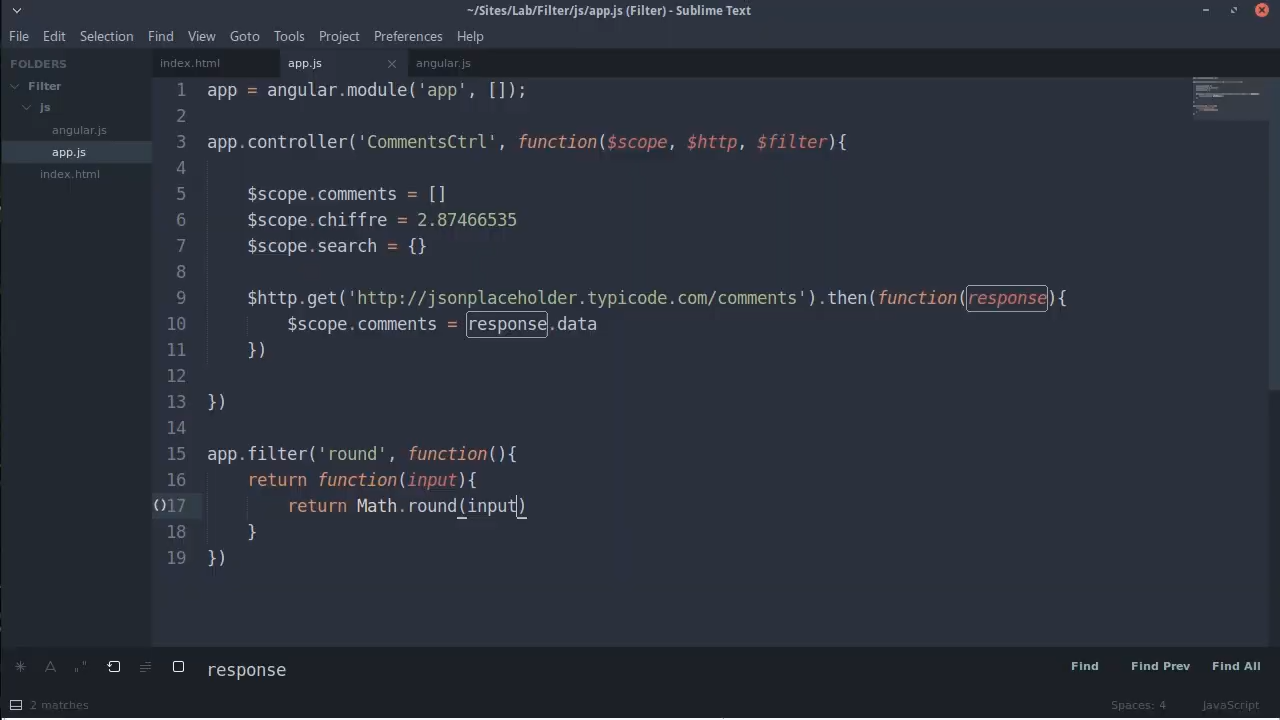 ~/Sites/Lab/Filter/js/app.js (Filter) - Sublime Text
File Edit Selection Find View Goto Tools Project Preferences Help
FOLDERS
Filter
js
angular.js
app.js
index.html
index.html app.js angular.js
1 app = angular.module('app', []);
2
3 app.controller('CommentsCtrl', function($scope, $http, $filter){
4
5 $scope.comments = []
6 $scope.chiffre = 2.87466535
7 $scope.search = {}
8
9 $http.get('http://jsonplaceholder.typicode.com/comments').then(function(response){
10 $scope.comments = response.data
11 })
12
13 })
14
15 app.filter('round', function(){
16 return function(input){
17 return Math.round(input)
18 }
19 })
response
Find Find Prev Find All
2 matches
Spaces: 4 JavaScript